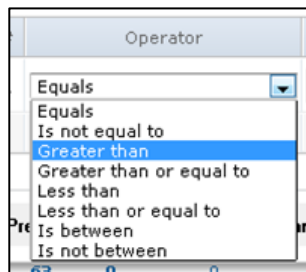 Operator
Equals
Equals
Is not equal to
Greater than
Greater than or equal to
Less than
Less than or equal to
Is between
Is not between